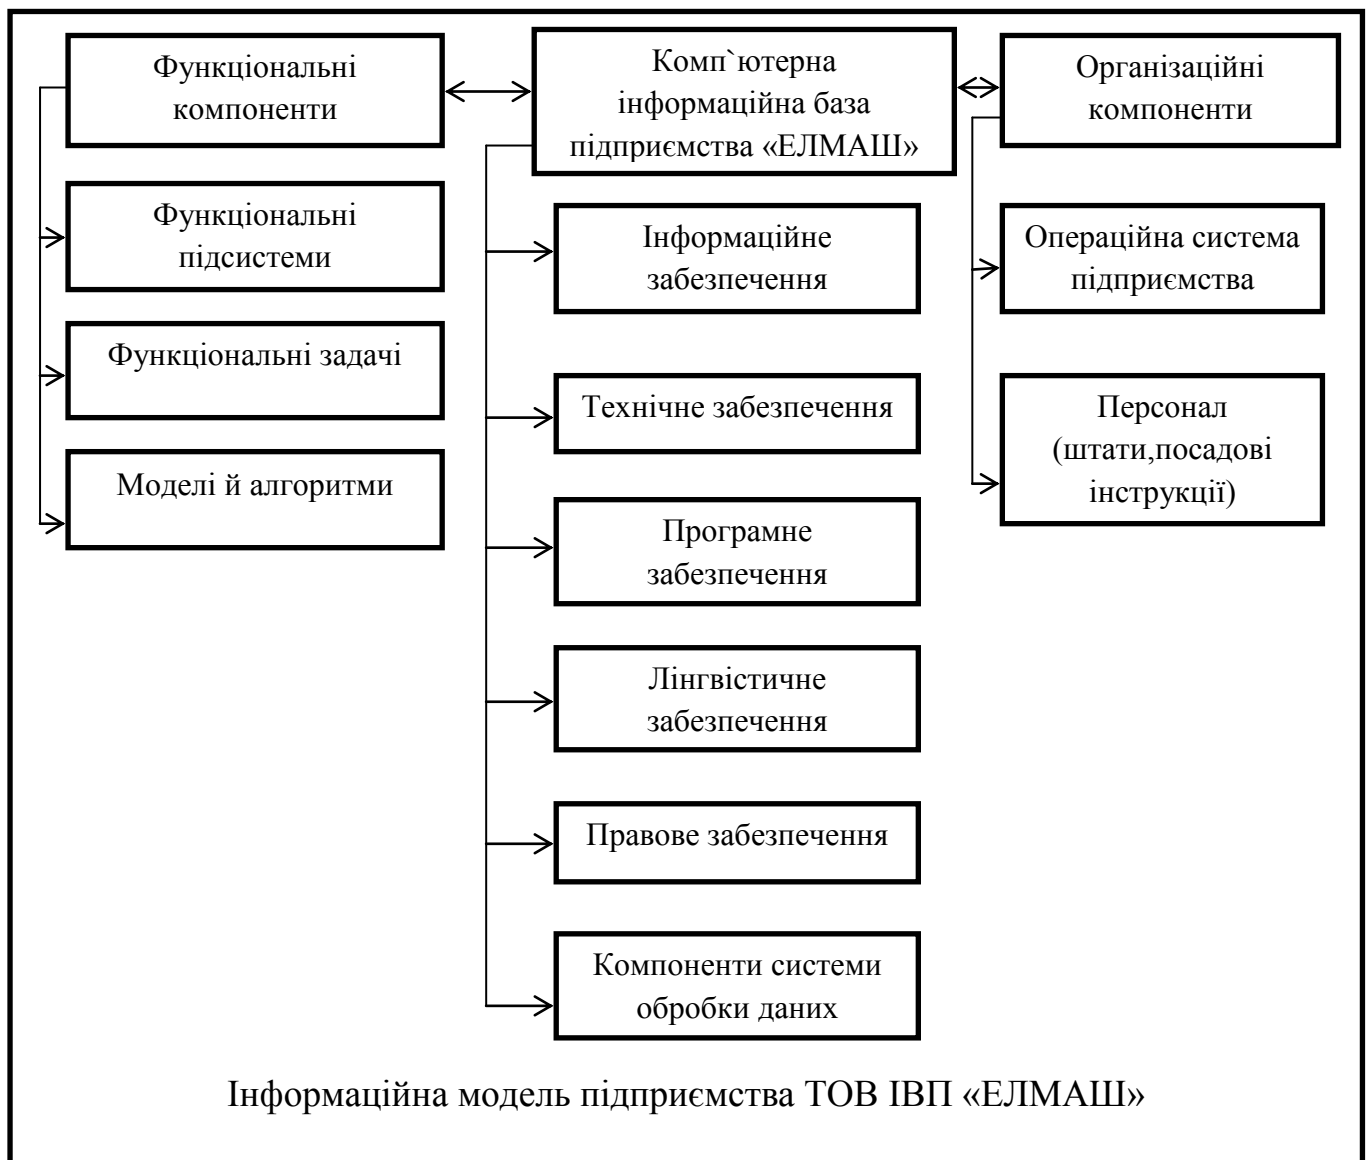 Функціональні
компоненти
Функціональні
підсистеми
Функціональні задачі
Моделі й алгоритми
Комп`ютерна
інформаційна база
підприємства «ЕЛМАШ»
Інформаційне
забезпечення
Технічне забезпечення
Програмне
забезпечення
Лінгвістичне
забезпечення
Правове забезпечення
Компоненти системи
обробки даних
Організаційні
компоненти
Операційна система
підприємства
Персонал
(штати,посадові
інструкції)
Інформаційна модель підприємства ТОВ ІВП «ЕЛМАШ»